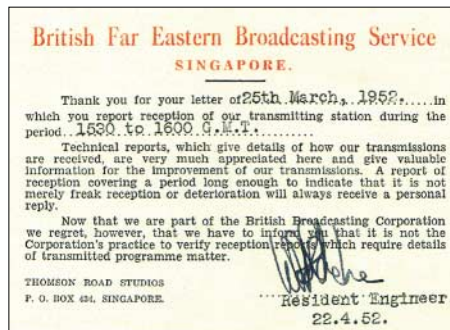 British Far Eastern Broadcasting Service
SINGAPORE.
Thank you for your letter of 25th March, 1952. in
which you report reception of our transmitting station during the
period 1530 to 1600 G.M.T.
Technical reports, which give details of how our transmissions
are received, are very much appreciated here and give valuable
information for the improvement of our transmissions. A report of
reception covering a period long enough to indicate that it is not
merely freak reception or deterioration will always receive a personal
reply.
Now that we are part of the British Broadcasting Corporation
we regret, however, that we have to inform you that it is not the
Corporation's practice to verify reception reports which require details
of transmitted programme matter.
THOMSON ROAD STUDIOS
P. O. BOX 434, SINGAPORE.
Resident Engineer
22.4.52.